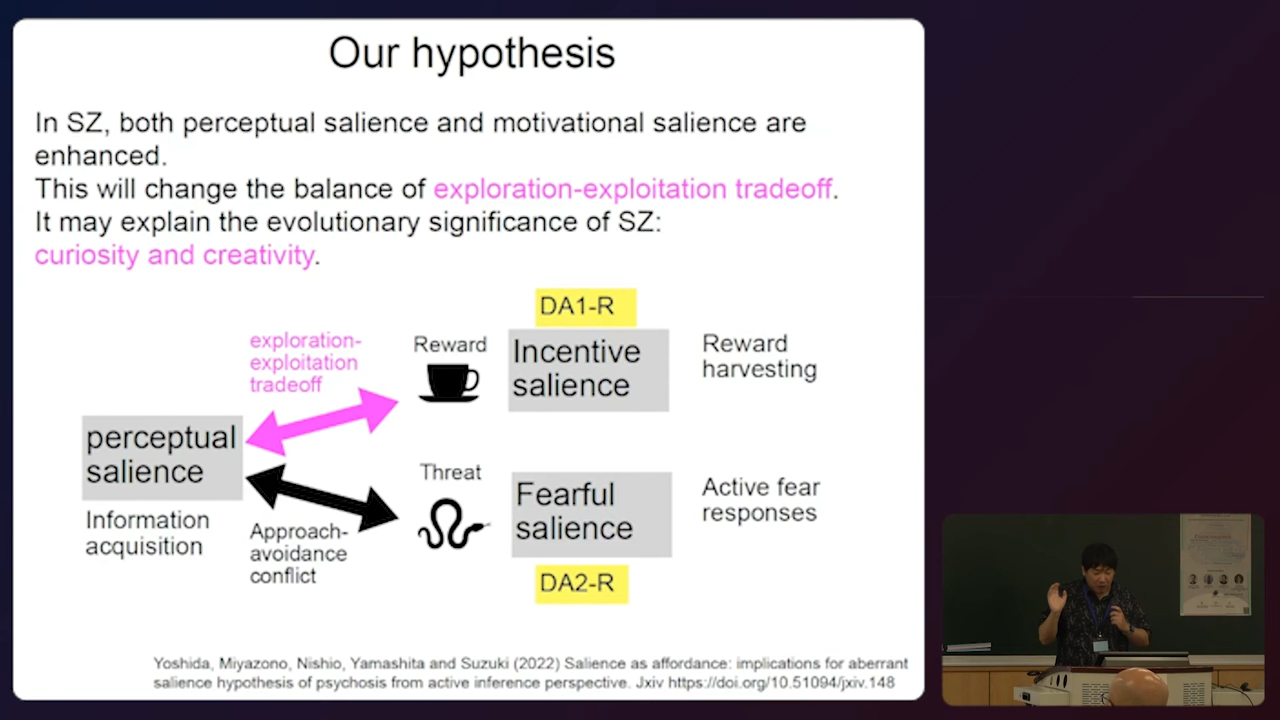 Our hypothesis
In SZ, both perceptual salience and motivational salience are
enhanced.
This will change the balance of exploration-exploitation tradeoff.
It may explain the evolutionary significance of SZ:
curiosity and creativity.
DA1-R
exploration-
exploitation
tradeoff
Reward
Incentive
salience
Reward
harvesting
perceptual
salience
Information
acquisition
Approach-
avoidance
conflict
Threat
Fearful
salience
Active fear
responses
DA2-R
Yoshida, Miyazono, Nishio, Yamashita and Suzuki (2022) Salience as affordance: implications for aberrant
salience hypothesis of psychosis from active inference perspective. Jxiv https://doi.org/10.51094/jxiv.148